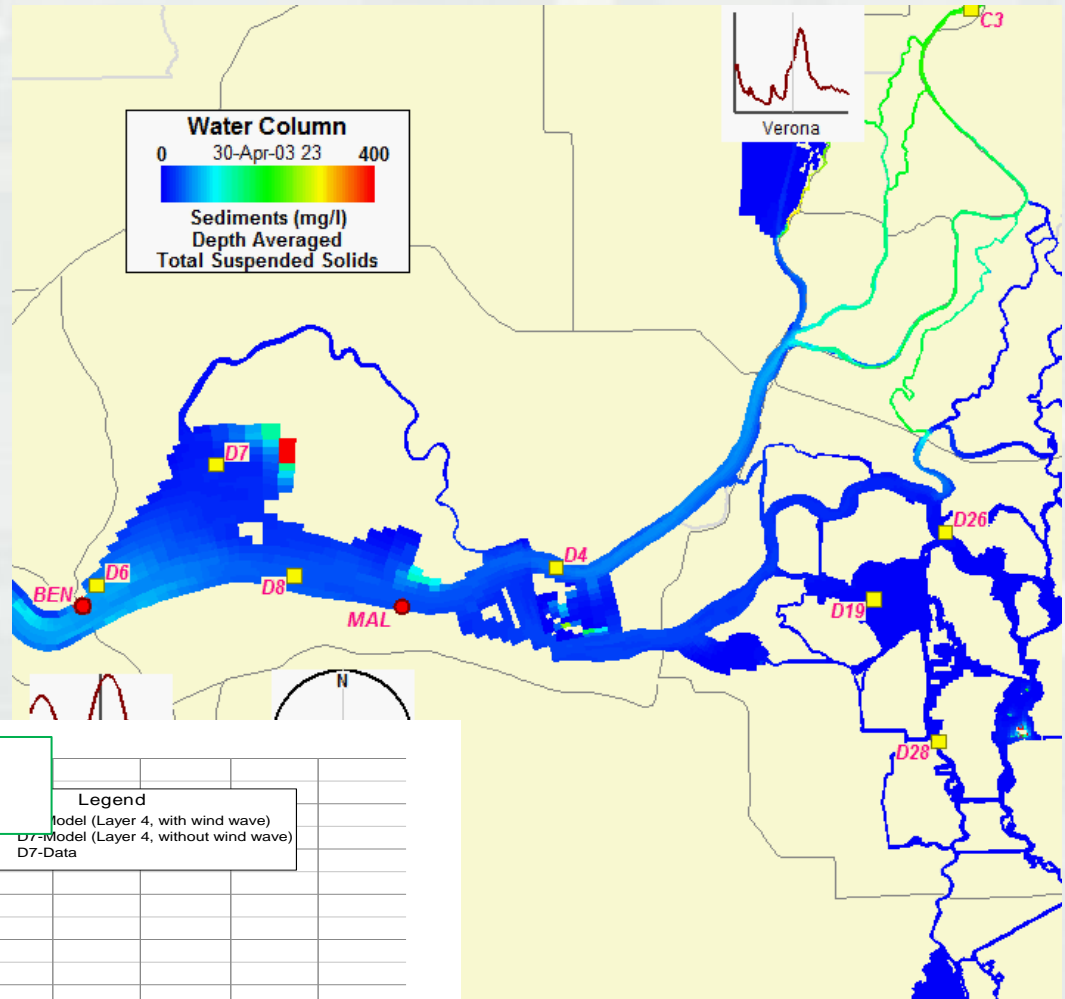 C3
Verona
Water Column
0 30-Apr-03 23 400
Sediments (mg/l)
Depth Averaged
Total Suspended Solids
D7
D26
D4
D6
D8
BEN
D19
MAL
N
D28
Legend
Model (Layer 4, with wind wave)
D7-Model (Layer 4, without wind wave)
D7-Data